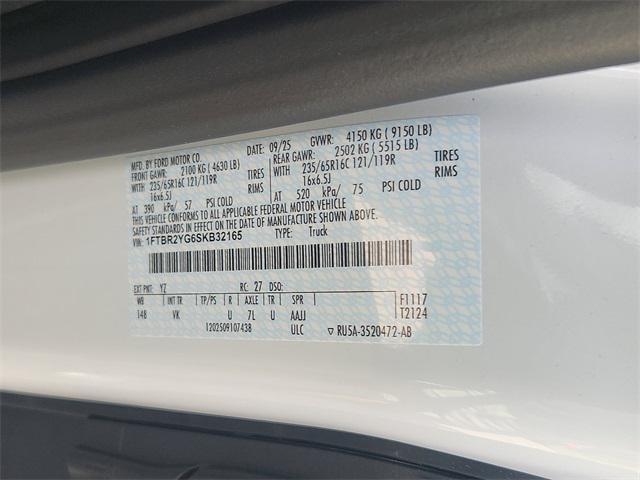 MFD. BY FORD MOTOR CO. DATE: 09/25 GVWR: 4150 KG ( 9150 LB)
FRONT GAWR: 2100 KG ( 4630 LB) REAR GAWR: 2502 KG ( 5515 LB)
WITH 235/65R16C 121/119R TIRES WITH 235/65R16C 121/119R TIRES
16x6.5J RIMS 16x6.5J RIMS
AT 390 kPa/ 57 PSI COLD AT 520 kPa/ 75 PSI COLD
THIS VEHICLE CONFORMS TO ALL APPLICABLE FEDERAL MOTOR VEHICLE
SAFETY STANDARDS IN EFFECT ON THE DATE OF MANUFACTURE SHOWN ABOVE.
VIN: 1FTBR2YG6SKB32165 TYPE: Truck
EXT PNT: YZ RC: 27 DSO:
WB INT TR TP/PS R AXLE TR SPR F1117
148 VK U 7L U AAJJ T2124
1202509107438 ULC ▽ RU5A-3520472-AB